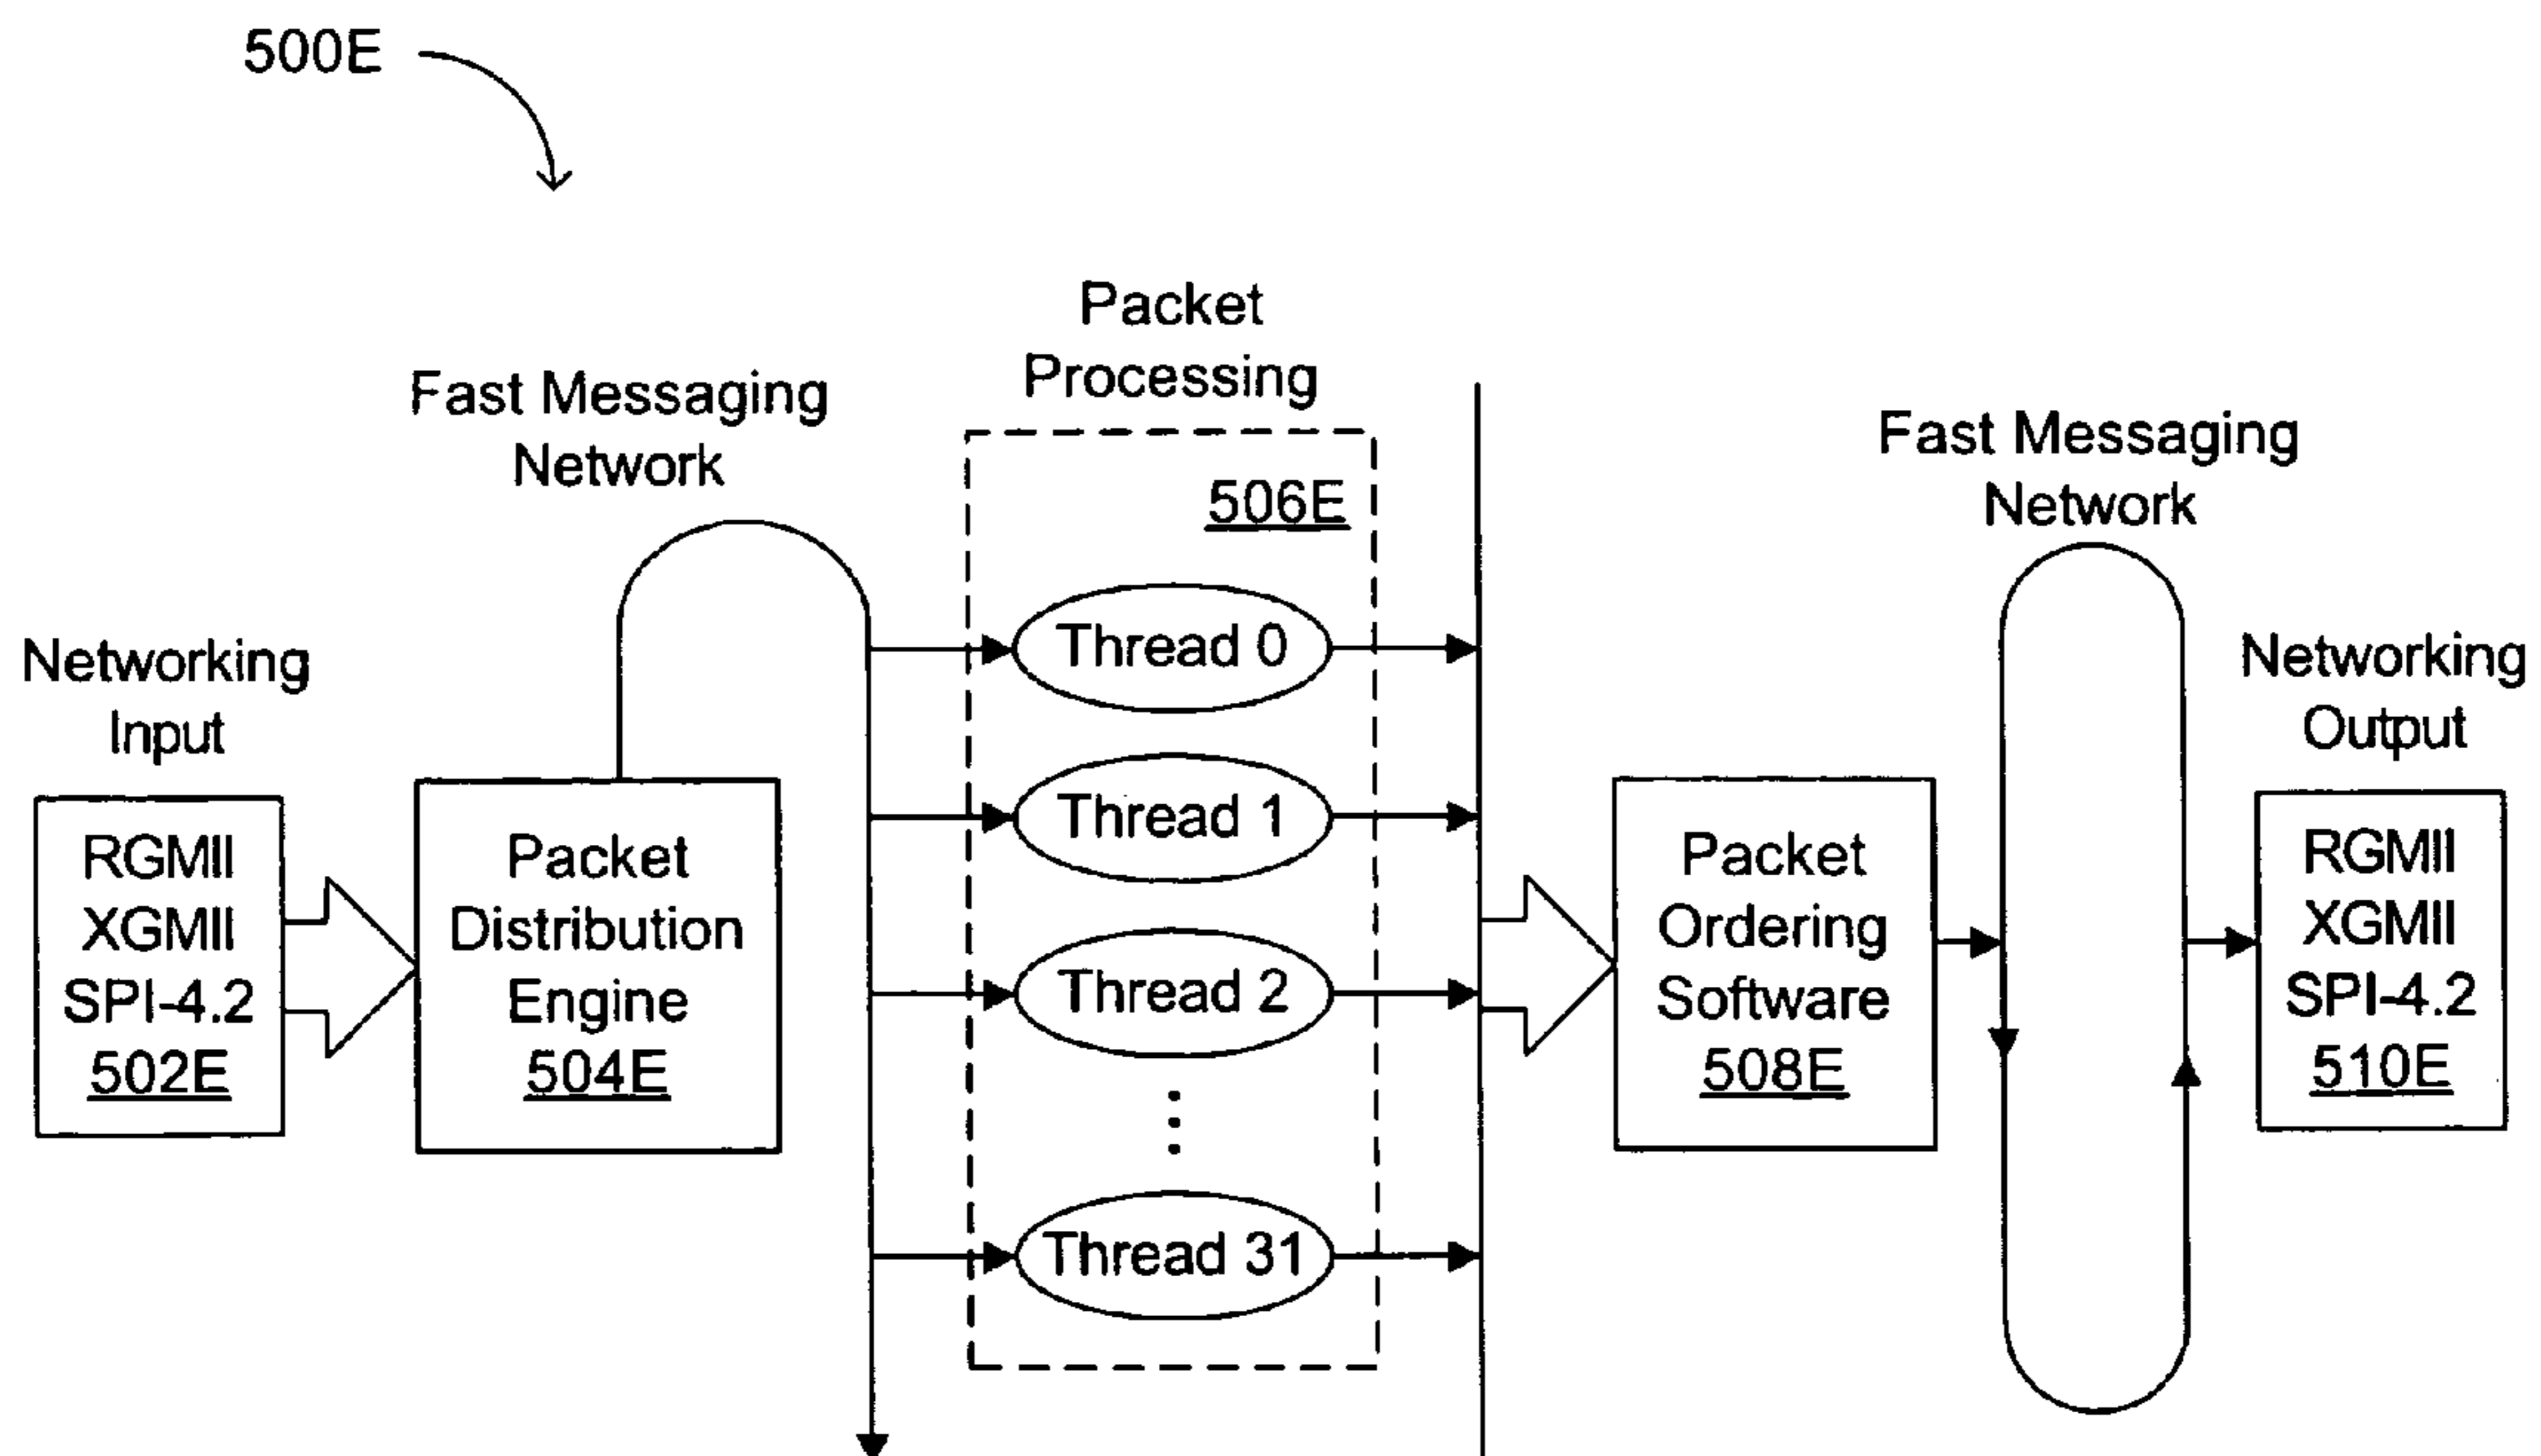 500E
Packet
Processing
Fast Messaging
Network
506E
Fast Messaging
Network
Networking
Input
RGMII
XGMII
SPI-4.2
502E
Packet
Distribution
Engine
504E
Thread 0
Thread 1
Thread 2
Thread 31
Packet
Ordering
Software
508E
Networking
Output
RGMII
XGMII
SPI-4.2
510E